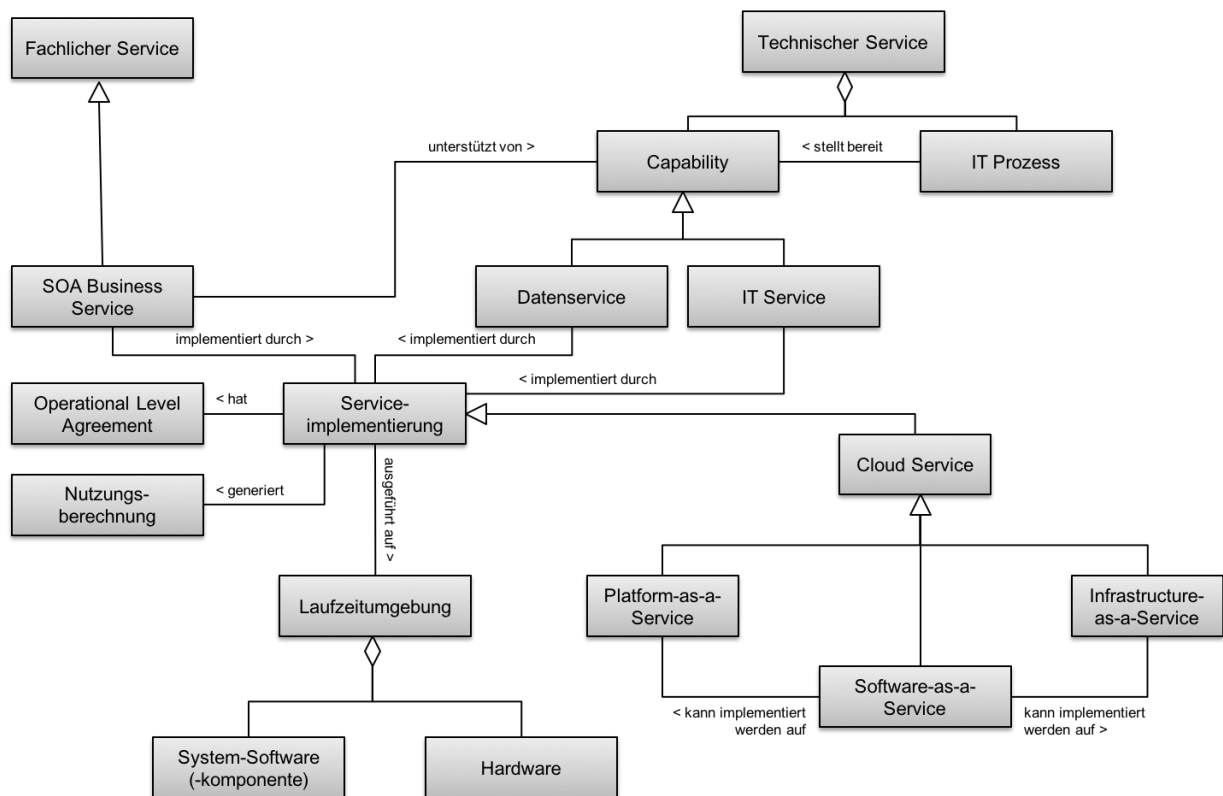 Fachlicher Service
Technischer Service
unterstützt von >
Capability
< stellt bereit
IT Prozess
SOA Business
Service
Datenservice
IT Service
implementiert durch >
< implementiert durch
< implementiert durch
Operational Level
Agreement
< hat
Service-
implementierung
Cloud Service
Nutzungs-
berechnung
< generiert
ausgeführt auf >
Laufzeitumgebung
Platform-as-a-
Service
Infrastructure-
as-a-Service
Software-as-a-
Service
< kann implementiert
werden auf
kann implementiert
werden auf >
System-Software
(-komponente)
Hardware